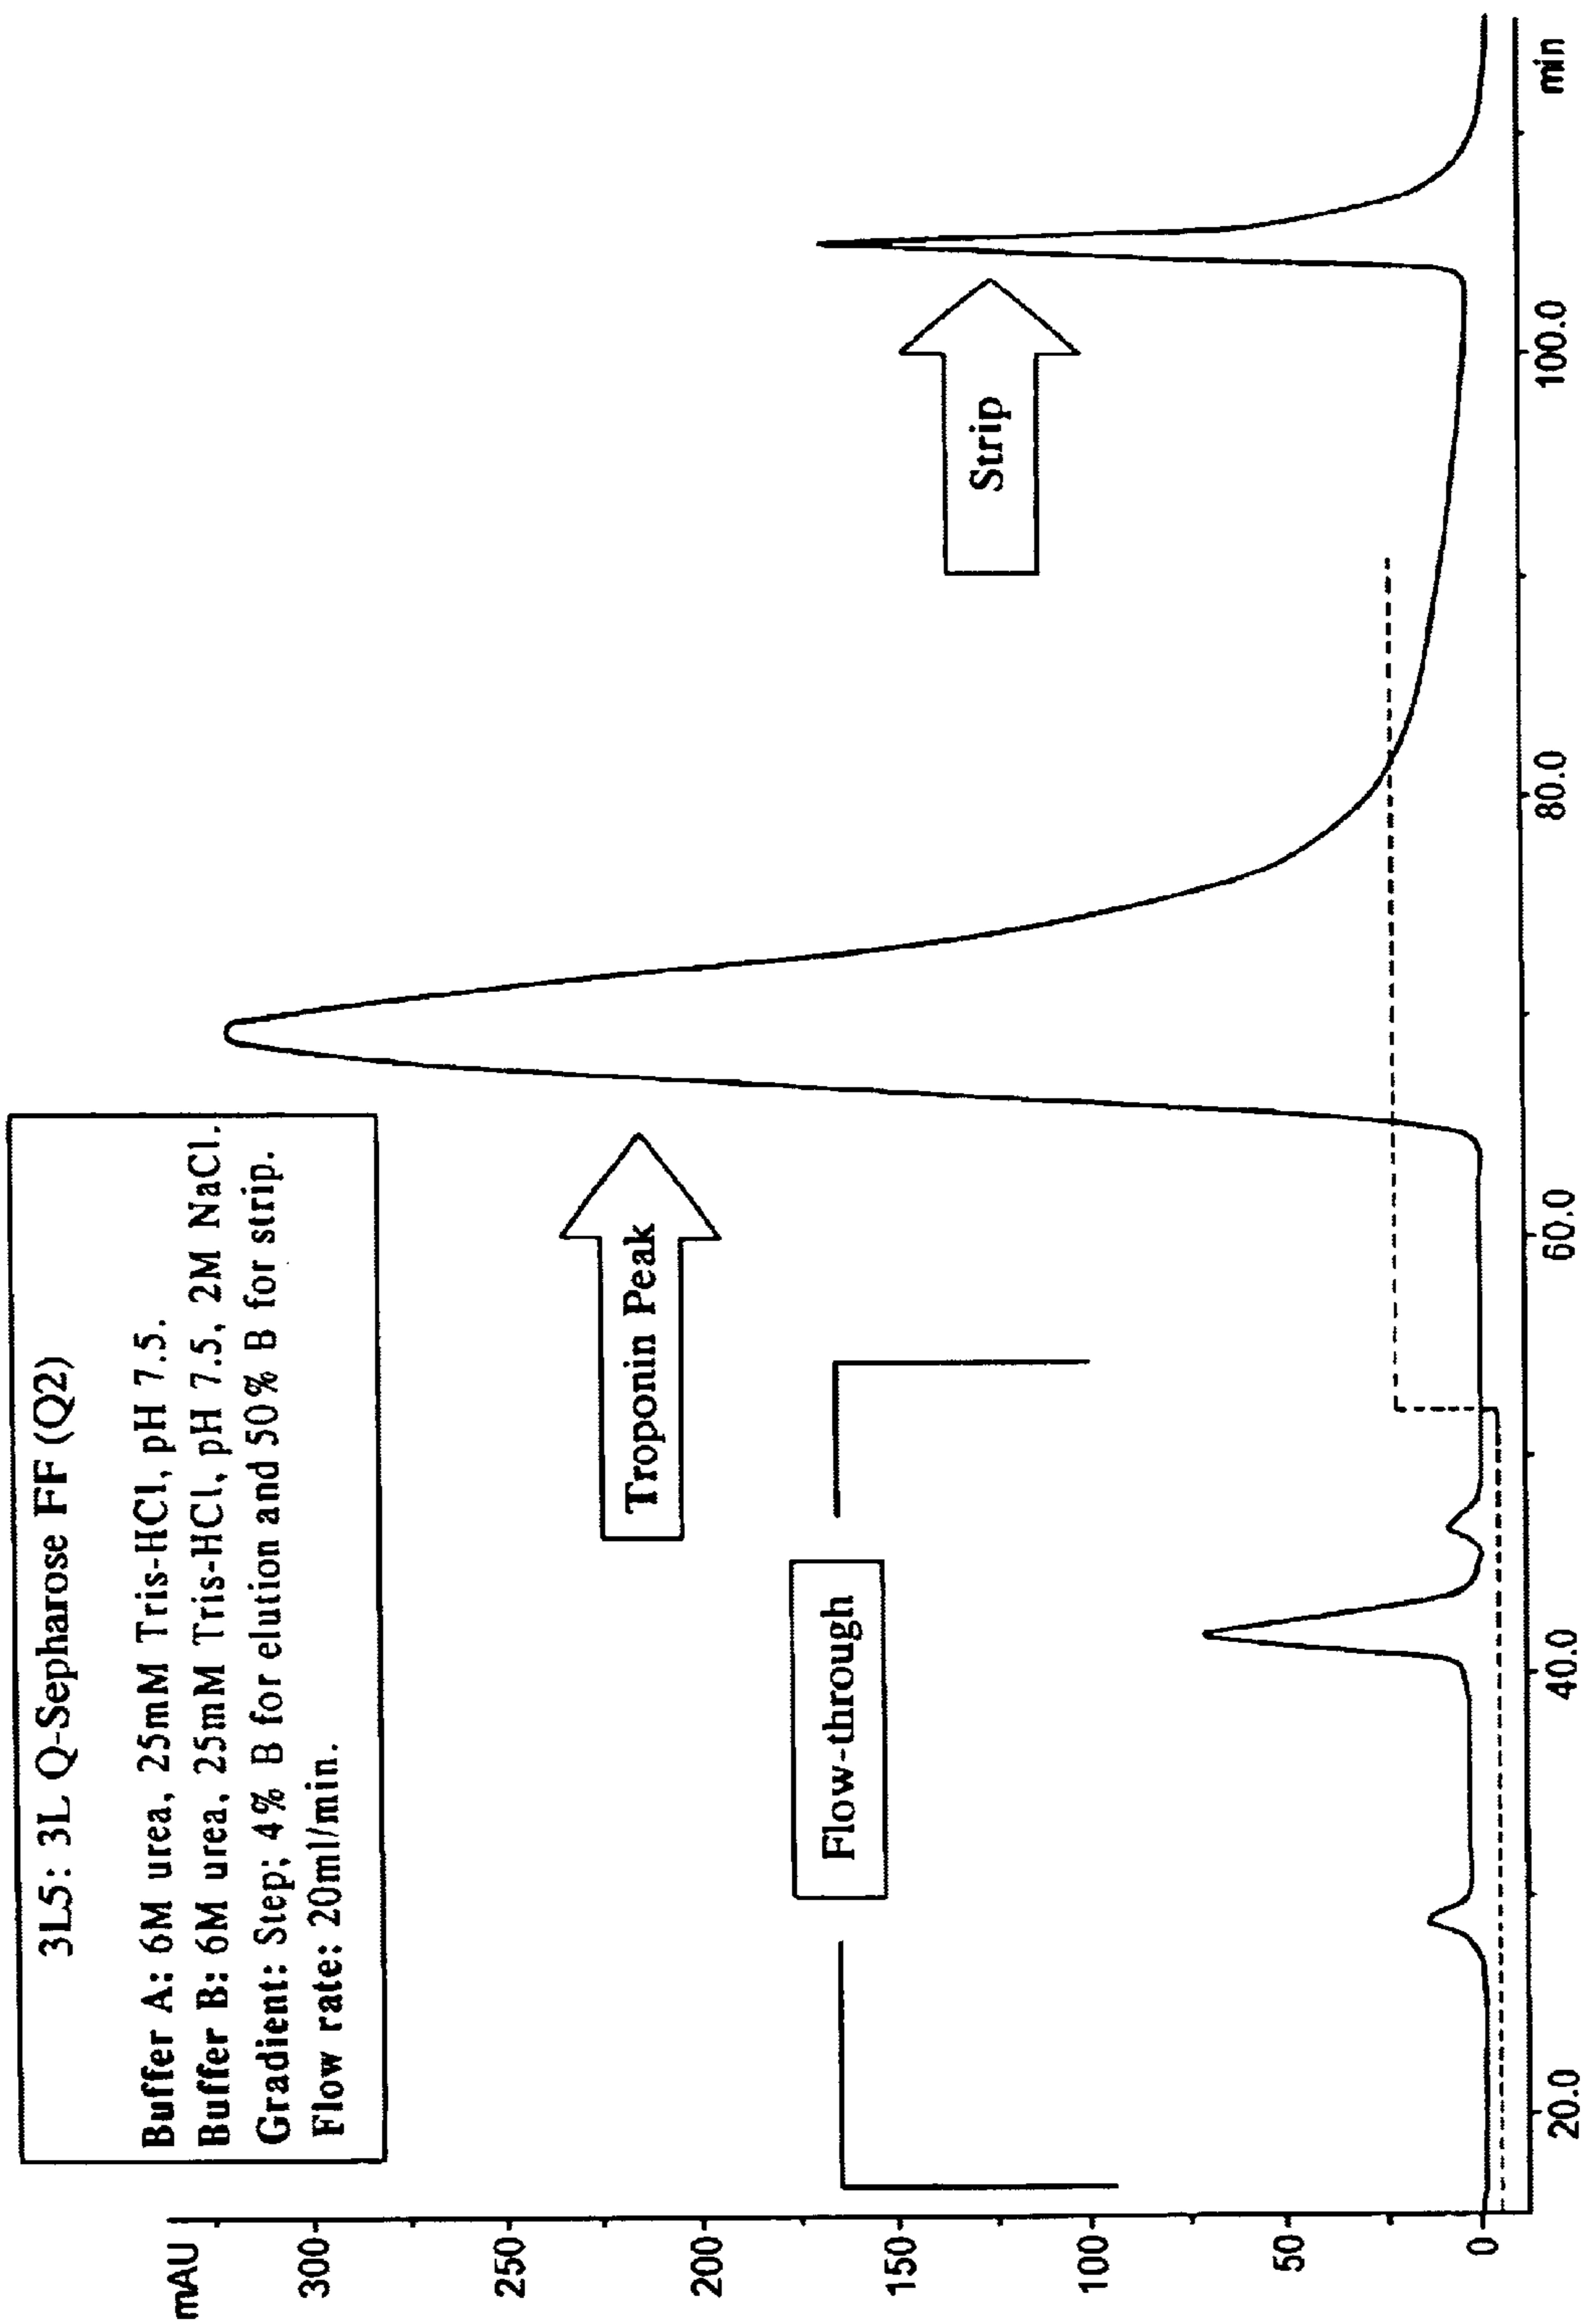 3L5: 3L Q-Sepharose FF (Q2)
Buffer A: 6M urea, 25mM Tris-HCl, pH 7.5.
Buffer B: 6M urea, 25mM Tris-HCl, pH 7.5, 2M NaCl.
Gradient: Step; 4% B for elution and 50% B for strip.
Flow rate: 20ml/min.
mAU
300
250
200
150
100
50
0
Troponin Peak
Flow-through
Strip
20.0
40.0
60.0
80.0
100.0
min